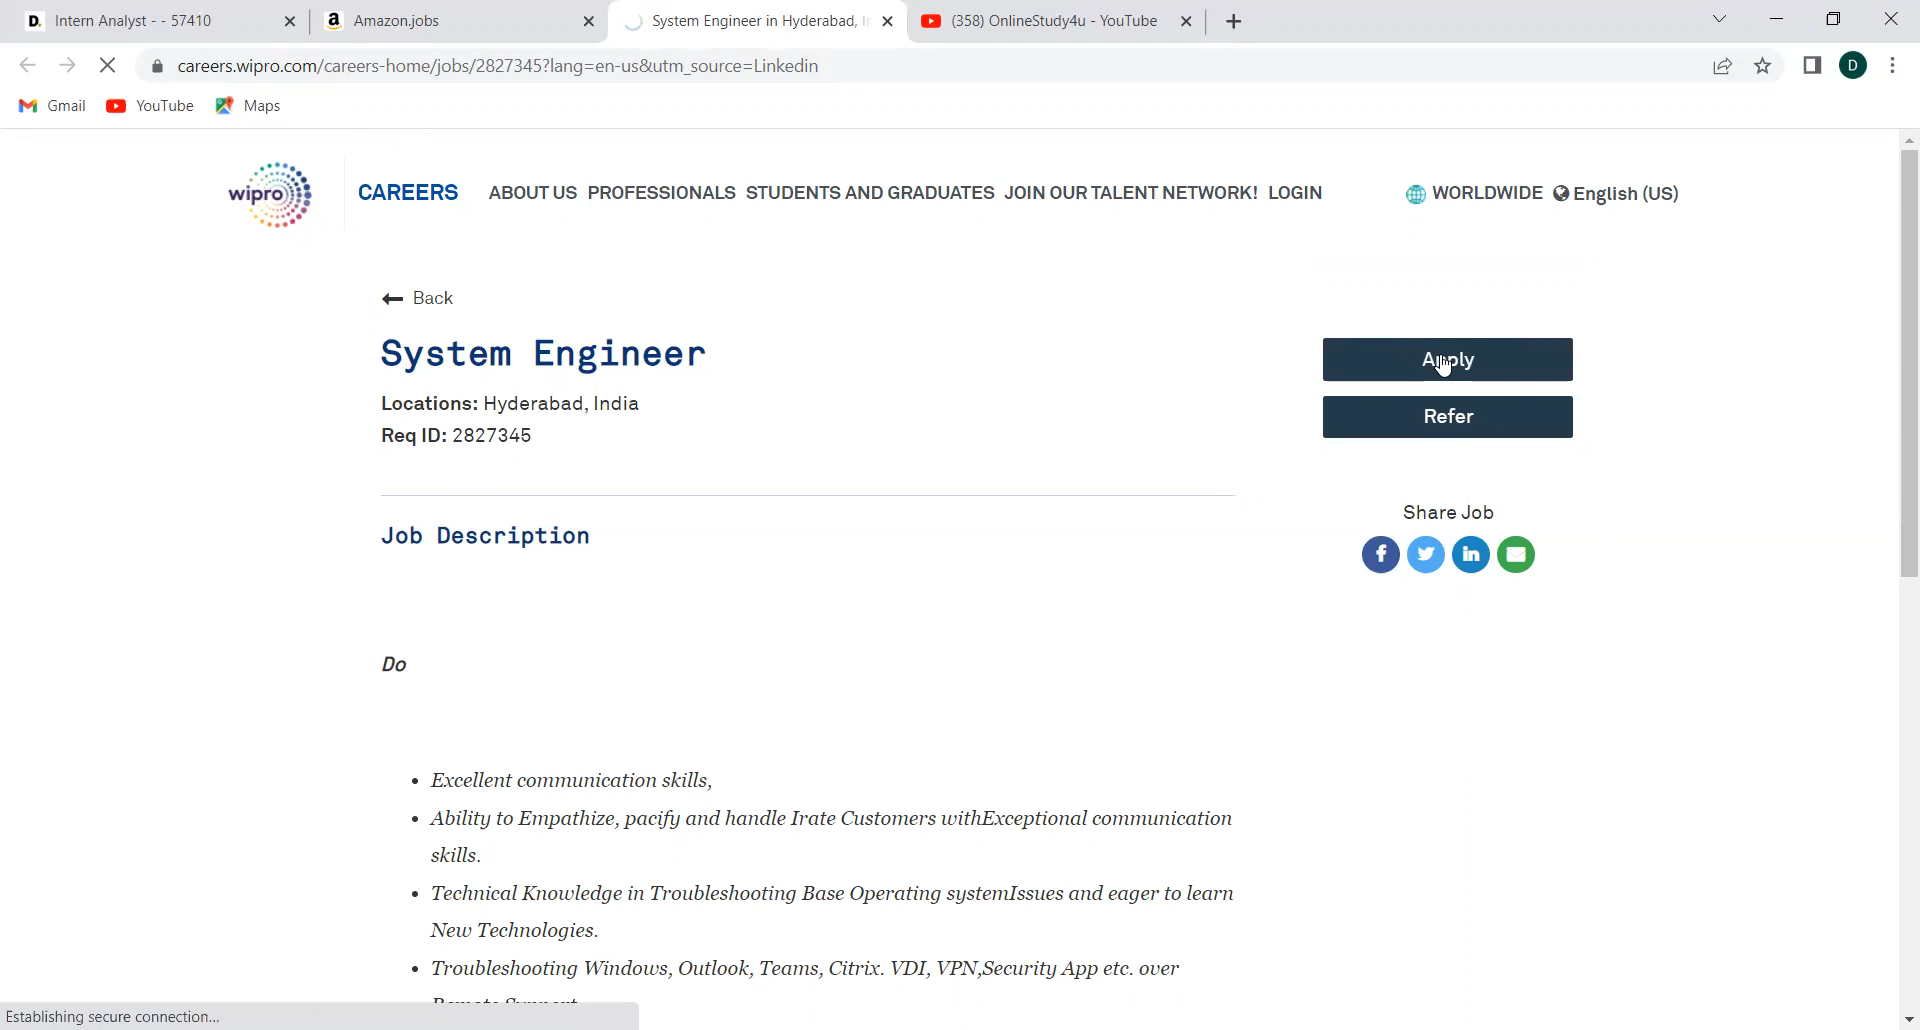 D. Intern Analyst - - 57410
a Amazon.jobs
System Engineer in Hyderabad,
(358) OnlineStudy4u - YouTube
careers.wipro.com/careers-home/jobs/2827345?lang=en-us&utm_source=Linkedin
D
Gmail YouTube Maps
wipro CAREERS ABOUT US PROFESSIONALS STUDENTS AND GRADUATES JOIN OUR TALENT NETWORK! LOGIN WORLDWIDE English (US)
Back
System Engineer
Apply
Locations: Hyderabad, India
Refer
Req ID: 2827345
Share Job
Job Description
Do
• Excellent communication skills,
• Ability to Empathize, pacify and handle Irate Customers withExceptional communication
skills.
• Technical Knowledge in Troubleshooting Base Operating systemIssues and eager to learn
New Technologies.
• Troubleshooting Windows, Outlook, Teams, Citrix. VDI, VPN,Security App etc. over
Remote Support
Establishing secure connection...